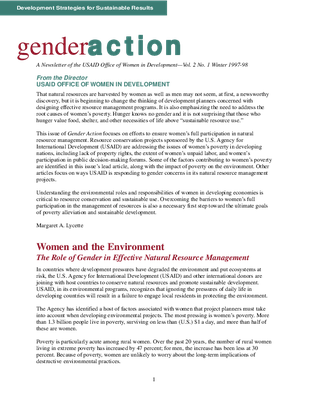 Development Strategies for Sustainable Results
genderaction
A Newsletter of the USAID Office of Women in Development—Vol. 2 No. 1 Winter 1997-98
From the Director
USAID OFFICE OF WOMEN IN DEVELOPMENT
That natural resources are harvested by women as well as men may not seem, at first, a newsworthy
discovery, but it is beginning to change the thinking of development planners concerned with
designing effective resource management programs. It is also emphasizing the need to address the
root causes of women's poverty. Hunger knows no gender and it is not surprising that those who
hunger value food, shelter, and other necessities of life above "sustainable resource use."
This issue of Gender Action focuses on efforts to ensure women's full participation in natural
resource management. Resource conservation projects sponsored by the U.S. Agency for
International Development (USAID) are addressing the issues of women's poverty in developing
nations, including lack of property rights, the extent of women's unpaid labor, and women's
participation in public decision-making forums. Some of the factors contributing to women's poverty
are identified in this issue's lead article, along with the impact of poverty on the environment. Other
articles focus on ways USAID is responding to gender concerns in its natural resource management
projects.
Understanding the environmental roles and responsibilities of women in developing economies is
critical to resource conservation and sustainable use. Overcoming the barriers to women's full
participation in the management of resources is also a necessary first step toward the ultimate goals
of poverty alleviation and sustainable development.
Margaret A. Lycette
Women and the Environment
The Role of Gender in Effective Natural Resource Management
In countries where development pressures have degraded the environment and put ecosystems at
risk, the U.S. Agency for International Development (USAID) and other international donors are
joining with host countries to conserve natural resources and promote sustainable development.
USAID, in its environmental programs, recognizes that ignoring the pressures of daily life in
developing countries will result in a failure to engage local residents in protecting the environment.
The Agency has identified a host of factors associated with women that project planners must take
into account when developing environmental projects. The most pressing is women's poverty. More
than 1.3 billion people live in poverty, surviving on less than (U.S.) $1 a day, and more than half of
these are women.
Poverty is particularly acute among rural women. Over the past 20 years, the number of rural women
living in extreme poverty has increased by 47 percent; for men, the increase has been less at 30
percent. Because of poverty, women are unlikely to worry about the long-term implications of
destructive environmental practices.
1